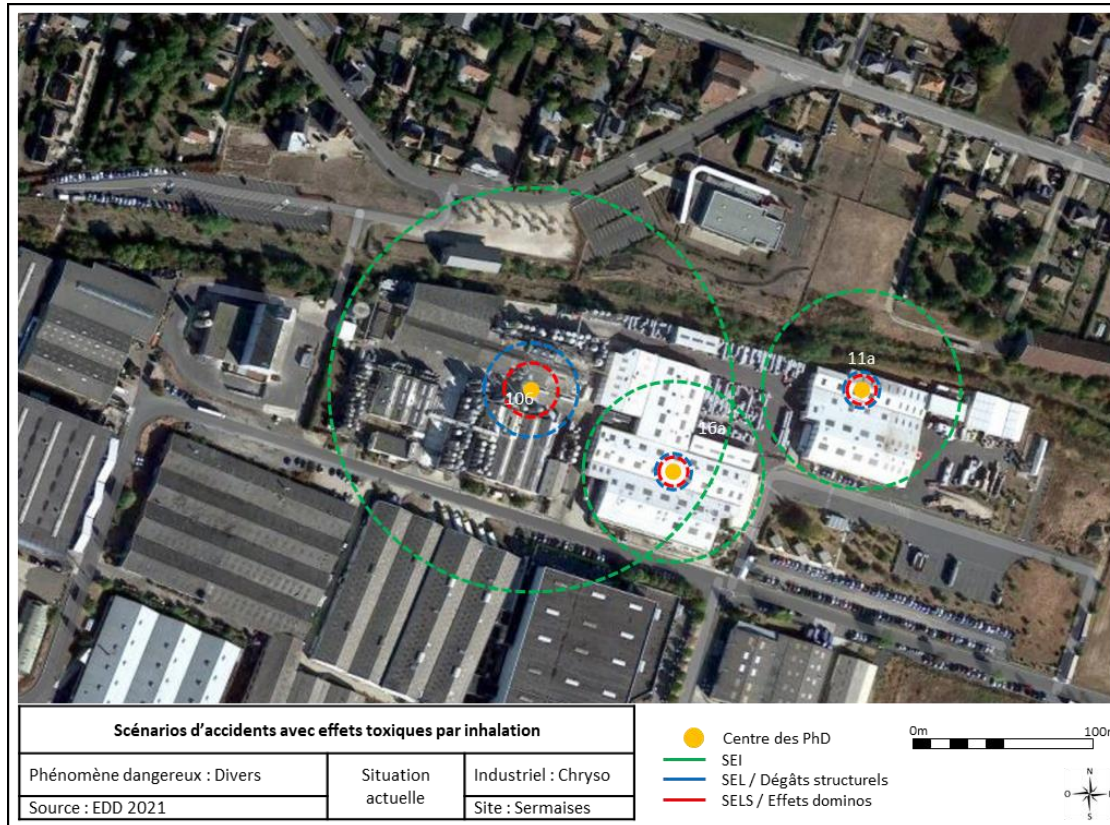 11a
106
16a
Scénarios d'accidents avec effets toxiques par inhalation
Phénomène dangereux : Divers
Situation actuelle
Industriel : Chryso
Source : EDD 2021
Site : Sermaises
Centre des PhD
SEI
SEL / Dégâts structurels
SELS / Effets dominos
0m
100m
N
O
S